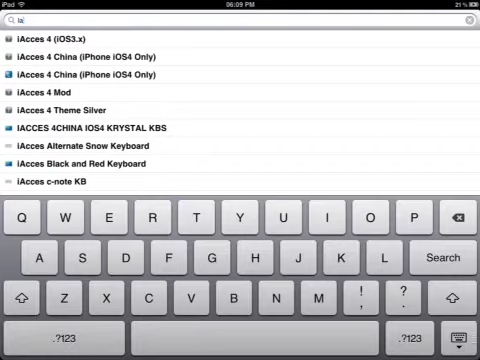 iPad 06:09 PM 21 %
ia
iAcces 4 (iOS3.x)
iAcces 4 China (iPhone iOS4 Only)
iAcces 4 China (iPhone iOS4 Only)
iAcces 4 Mod
iAcces 4 Theme Silver
IACCES 4CHINA IOS4 KRYSTAL KBS
iAcces Alternate Snow Keyboard
iAcces Black and Red Keyboard
iAcces c-note KB
Q W E R T Y U I O P
A S D F G H J K L Search
Z X C V B N M ! , ? .
.?123 .?123